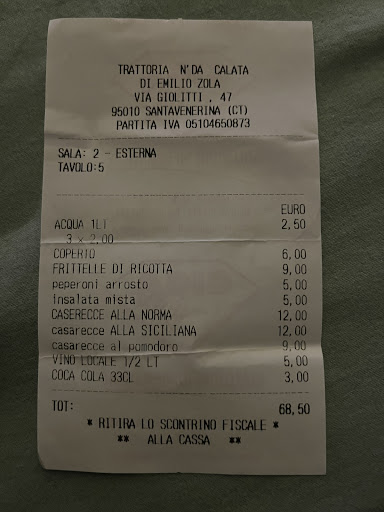 TRATTORIA N'DA CALATA
DI EMILIO ZOLA
VIA GIOLITTI , 47
95010 SANTAVENERINA (CT)
PARTITA IVA 05104650873
SALA: 2 - ESTERNA
TAVOLO:5
EURO
ACQUA 1LT 2,50
3 x 2,00
COPERTO 6,00
FRITTELLE DI RICOTTA 9,00
peperoni arrosto 5,00
insalata mista 5,00
CASERECCE ALLA NORMA 12,00
casarecce ALLA SICILIANA 12,00
casarecce al pomodoro 9,00
VINO LOCALE 1/2 LT 5,00
COCA COLA 33CL 3,00
TOT: 68,50
* RITIRA LO SCONTRINO FISCALE *
** ALLA CASSA **